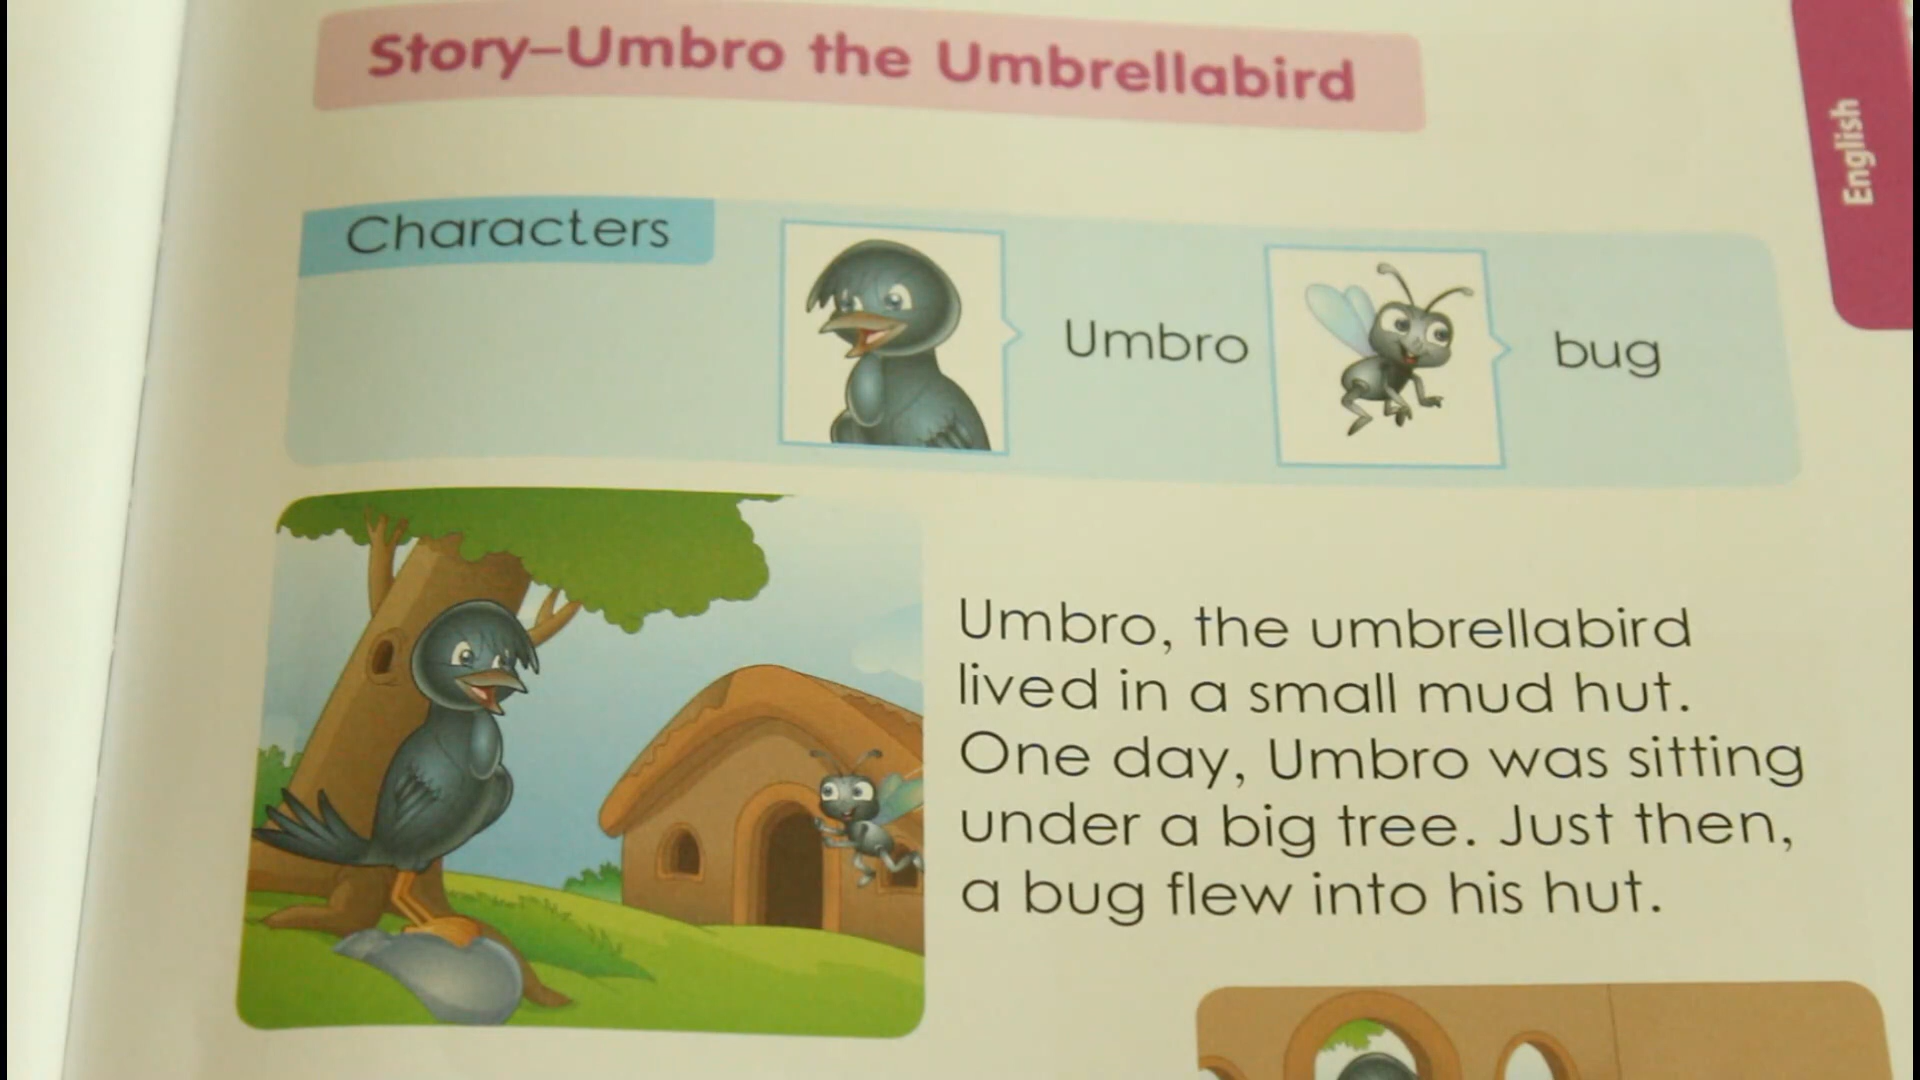 Story–Umbro the Umbrellabird
English
Characters
Umbro
bug
Umbro, the umbrellabird
lived in a small mud hut.
One day, Umbro was sitting
under a big tree. Just then,
a bug flew into his hut.